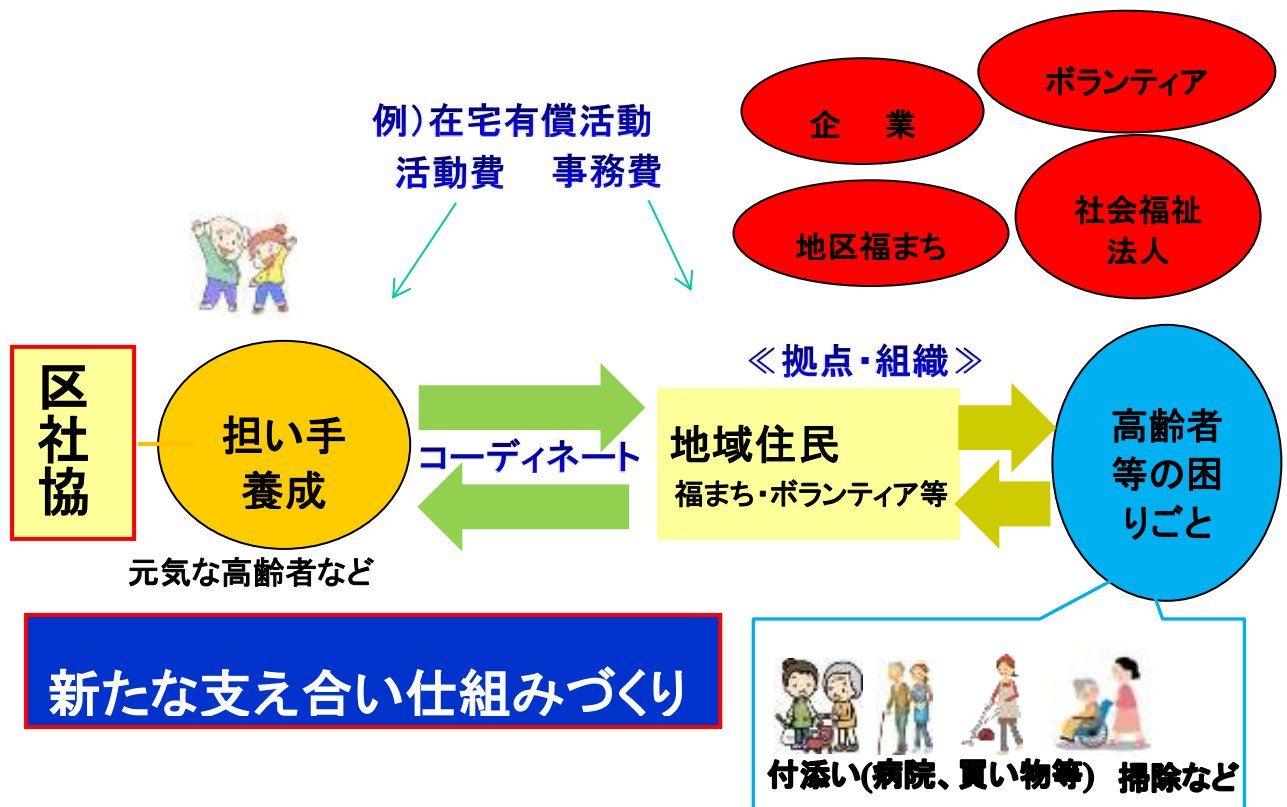 例）在宅有償活動
活動費　事務費
企　業
ボランティア
地区福まち
社会福祉
法人
区
社
協
担い手
養成
元気な高齢者など
コーディネート
≪拠点・組織≫
地域住民
福まち・ボランティア等
高齢者
等の困
りごと
新たな支え合い仕組みづくり
付添い(病院、買い物等)　掃除など